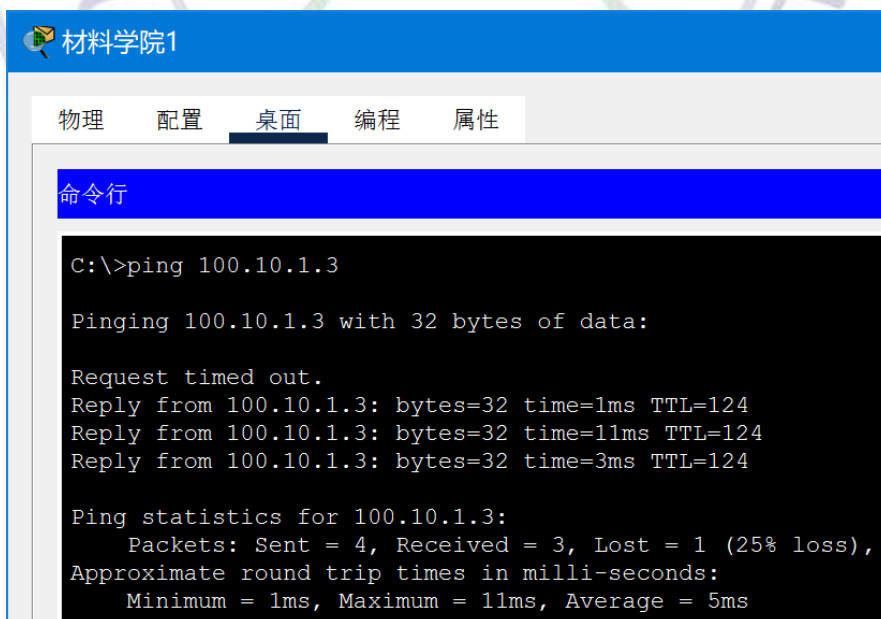 材料学院1
物理 配置 桌面 编程 属性
命令行
C:\>ping 100.10.1.3
Pinging 100.10.1.3 with 32 bytes of data:
Request timed out.
Reply from 100.10.1.3: bytes=32 time=1ms TTL=124
Reply from 100.10.1.3: bytes=32 time=11ms TTL=124
Reply from 100.10.1.3: bytes=32 time=3ms TTL=124
Ping statistics for 100.10.1.3:
Packets: Sent = 4, Received = 3, Lost = 1 (25% loss),
Approximate round trip times in milli-seconds:
Minimum = 1ms, Maximum = 11ms, Average = 5ms